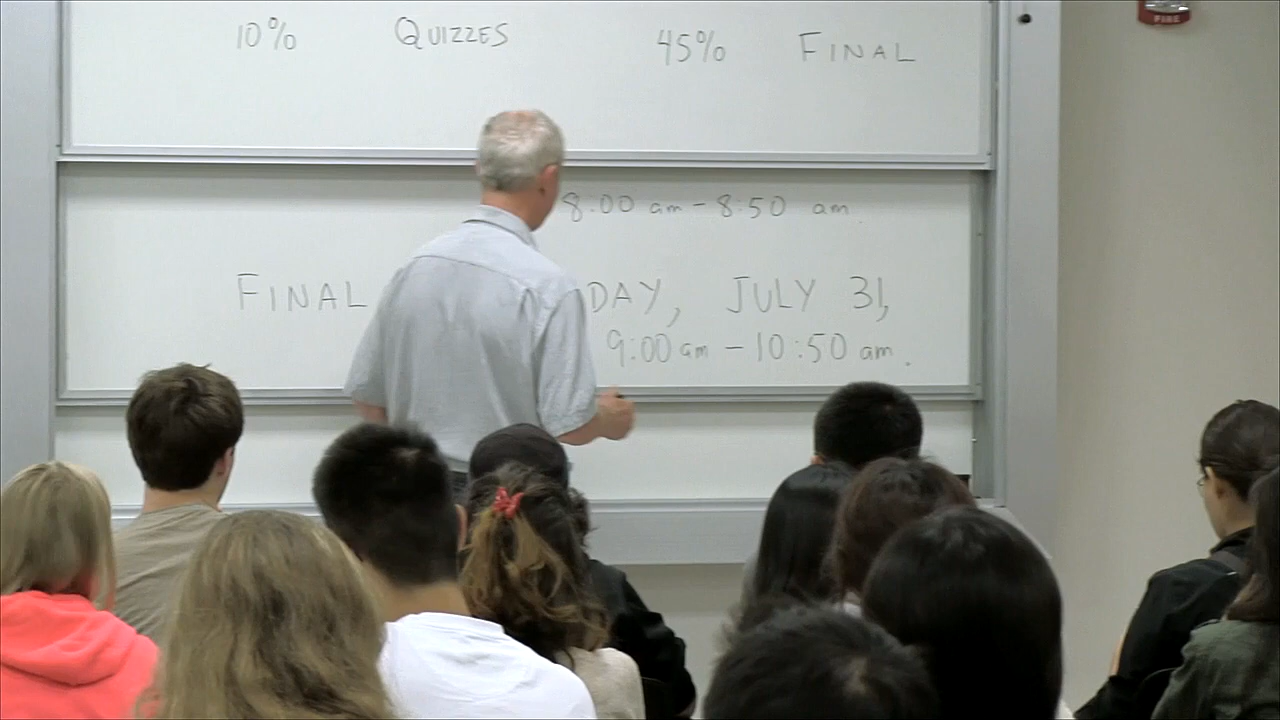 10% QUIZZES 45% FINAL
8:00 am - 8:50 am.
FINAL DAY, JULY 31,
9:00 am - 10:50 am.
FIRE